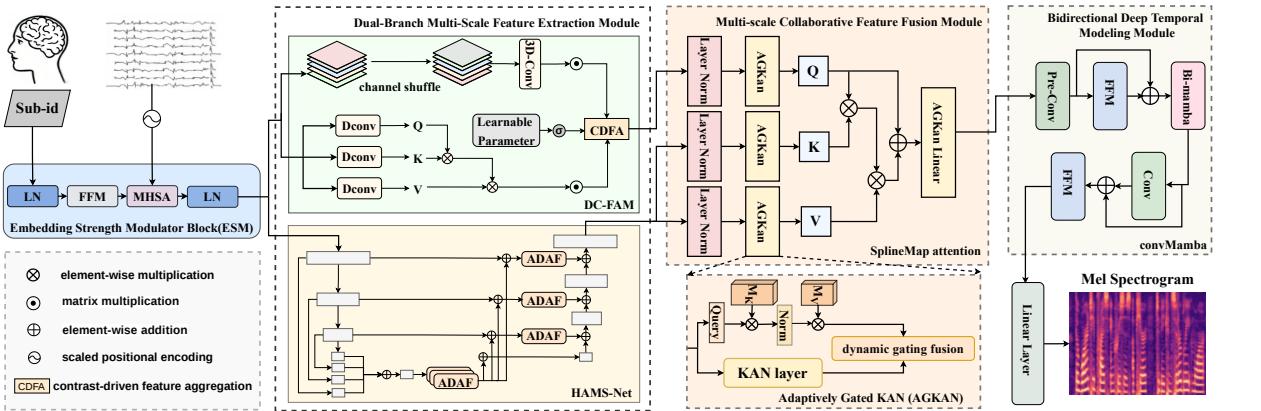 Sub-id
LN
FFM
MHSA
LN
Embedding Strength Modulator Block(ESM)
element-wise multiplication
matrix multiplication
element-wise addition
scaled positional encoding
CDFA
contrast-driven feature aggregation
Dual-Branch Multi-Scale Feature Extraction Module
channel shuffle
3D-Conv
Dconv
Q
Dconv
K
Dconv
V
Learnable
Parameter
σ
CDFA
DC-FAM
ADAF
ADAF
ADAF
ADAF
HAMS-Net
Multi-scale Collaborative Feature Fusion Module
Layer Norm
AGKan
Q
Layer Norm
AGKan
K
Layer Norm
AGKan
V
AGKan Linear
SplineMap attention
Query
MK
Norm
MV
dynamic gating fusion
KAN layer
Adaptively Gated KAN (AGKAN)
Bidirectional Deep Temporal
Modeling Module
Pre-Conv
FFM
Bi-mamba
FFM
Conv
convMamba
Linear Layer
Mel Spectrogram